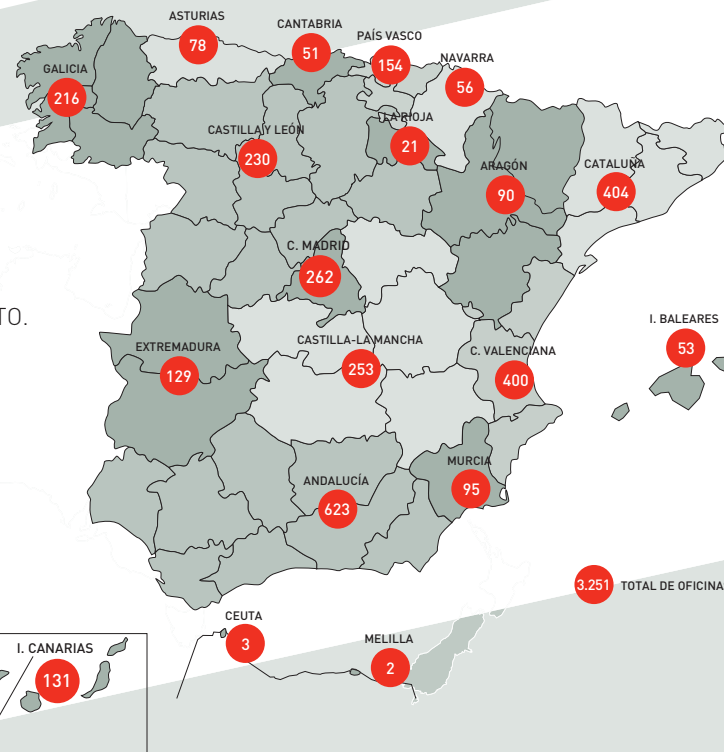 ASTURIAS
78
CANTABRIA
51
PAÍS VASCO
154
NAVARRA
56
GALICIA
216
LA RIOJA
21
CASTILLA Y LEÓN
230
ARAGÓN
90
CATALUÑA
404
C. MADRID
262
TO.
I. BALEARES
53
EXTREMADURA
129
CASTILLA-LA MANCHA
253
C. VALENCIANA
400
MURCIA
95
ANDALUCÍA
623
3.251 TOTAL DE OFICINA
CEUTA
3
MELILLA
2
I. CANARIAS
131